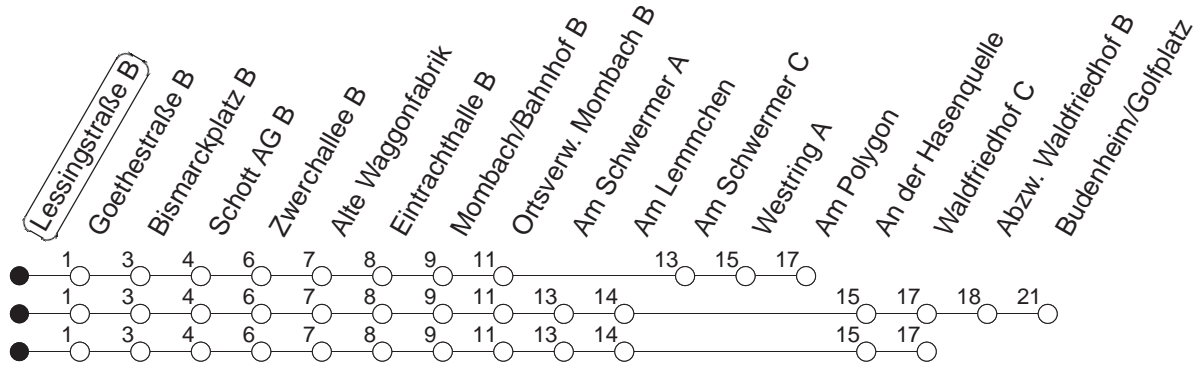 Lessingstraße B
Goethestraße B
Bismarckplatz B
Schott AG B
Zwerchallee B
Alte Waggonfabrik
Eintrachthalle B
Mombach/Bahnhof B
Ortsverw. Mombach B
Am Schwermer A
Am Lemmchen
Am Schwermer C
Westring A
Am Polygon
An der Hasenquelle
Waldfriedhof C
Abzw. Waldfriedhof B
Budenheim/Golfplatz
1 3 4 6 7 8 9 11 13 15 17
1 3 4 6 7 8 9 11 13 14 15 17 18 21
1 3 4 6 7 8 9 11 13 14 15 17